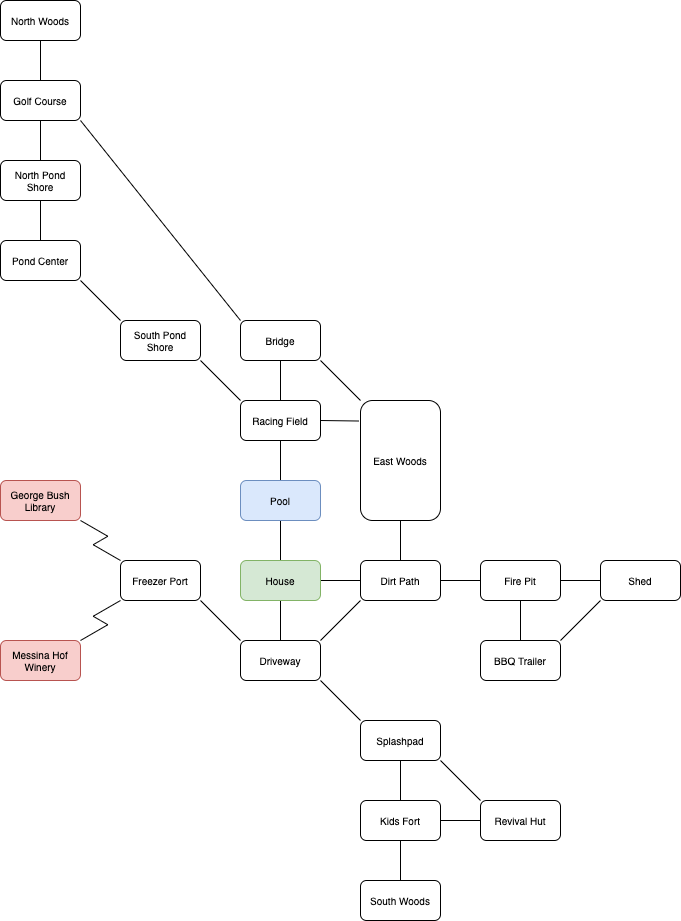 North Woods
Golf Course
North Pond
Shore
Pond Center
South Pond
Shore
Bridge
Racing Field
East Woods
George Bush
Library
Pool
Freezer Port
House
Dirt Path
Fire Pit
Shed
Messina Hof
Winery
Driveway
BBQ Trailer
Splashpad
Kids Fort
Revival Hut
South Woods